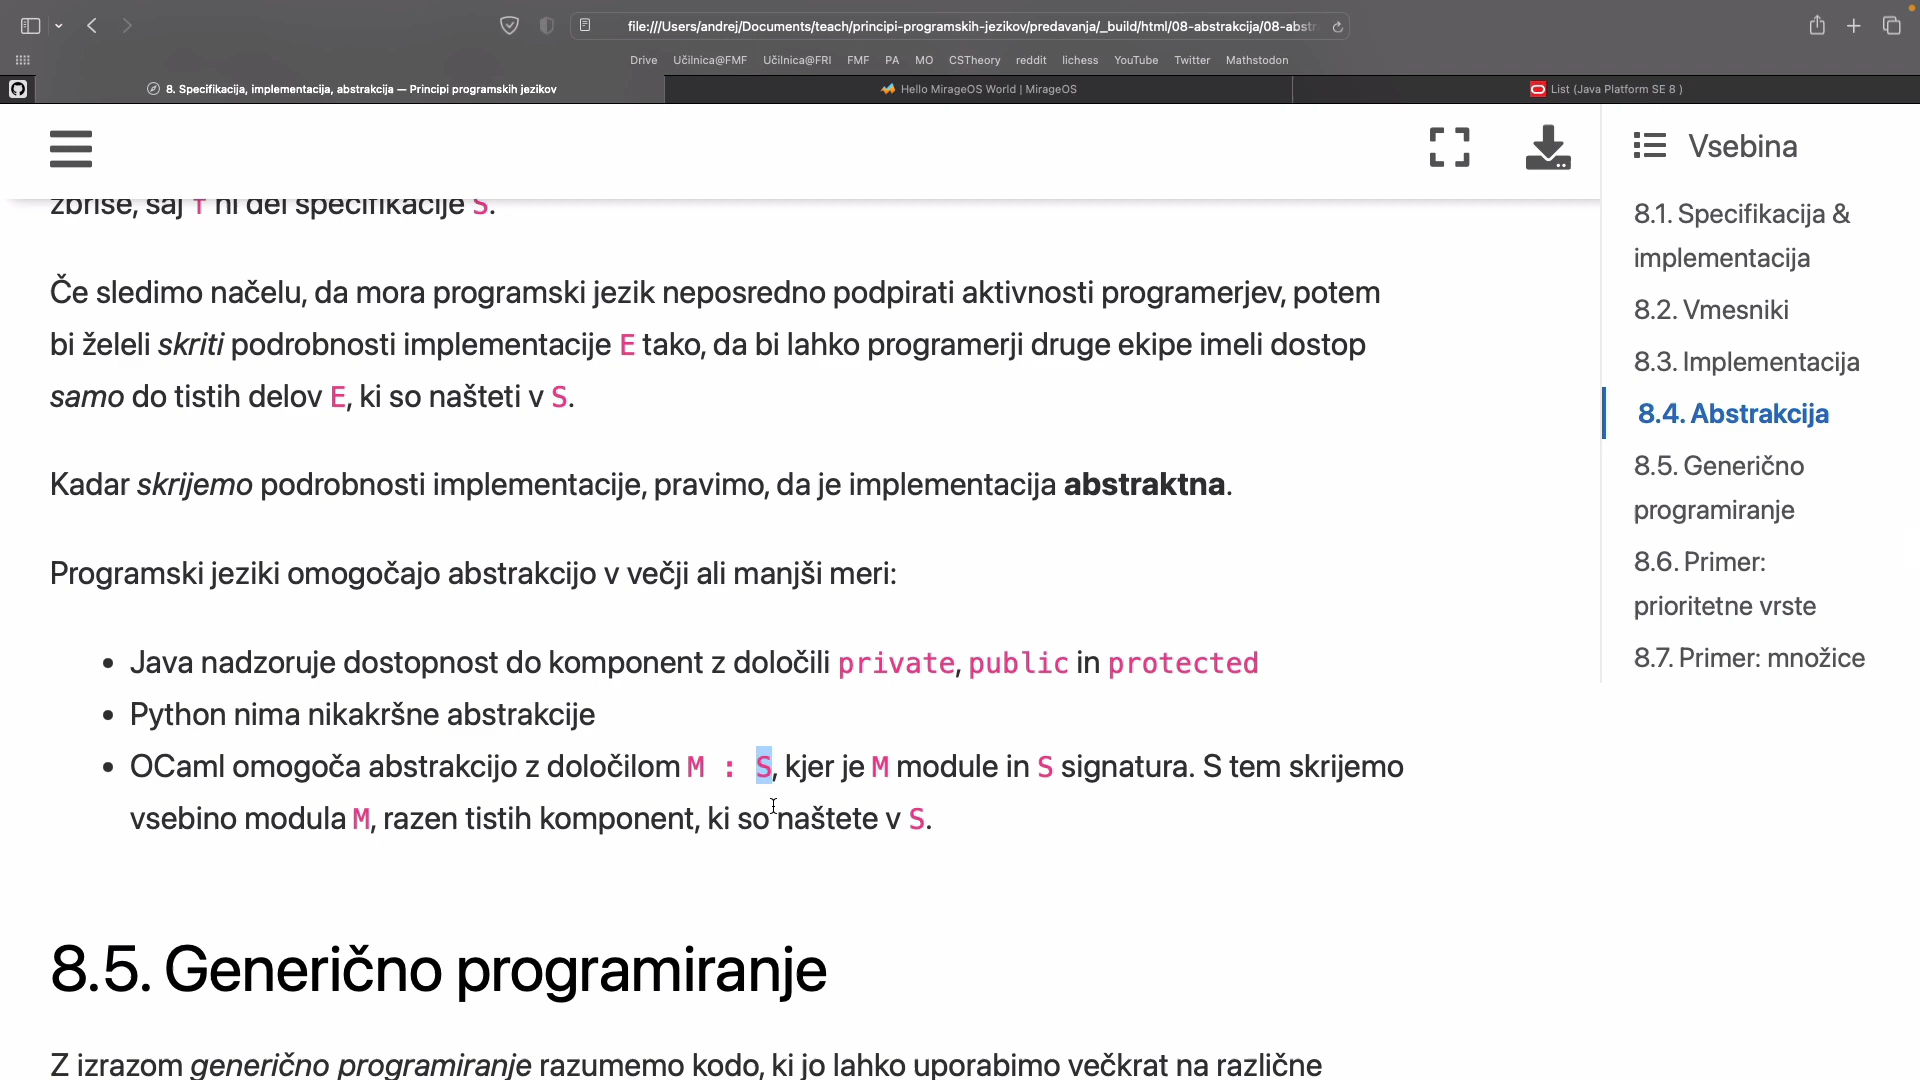 file:///Users/andrej/Documents/teach/principi-programskih-jezikov/predavanja/_build/html/08-abstrakcija/08-abstr
Drive Učilnica@FMF Učilnica@FRI FMF PA MO CSTheory reddit lichess YouTube Twitter Mathstodon
8. Specifikacija, implementacija, abstrakcija — Principi programskih jezikov
Hello MirageOS World | MirageOS
List (Java Platform SE 8 )
zbriše, saj f ni del specifikacije S.
Če sledimo načelu, da mora programski jezik neposredno podpirati aktivnosti programerjev, potem
bi želeli skriti podrobnosti implementacije E tako, da bi lahko programerji druge ekipe imeli dostop
samo do tistih delov E, ki so našteti v S.
Kadar skrijemo podrobnosti implementacije, pravimo, da je implementacija abstraktna.
Programski jeziki omogočajo abstrakcijo v večji ali manjši meri:
• Java nadzoruje dostopnost do komponent z določili private, public in protected
• Python nima nikakršne abstrakcije
• OCaml omogoča abstrakcijo z določilom M : S, kjer je M module in S signatura. S tem skrijemo
vsebino modula M, razen tistih komponent, ki so naštete v S.
8.5. Generično programiranje
Z izrazom generično programiranje razumemo kodo, ki jo lahko uporabimo večkrat na različne
Vsebina
8.1. Specifikacija &
implementacija
8.2. Vmesniki
8.3. Implementacija
8.4. Abstrakcija
8.5. Generično
programiranje
8.6. Primer:
prioritetne vrste
8.7. Primer: množice